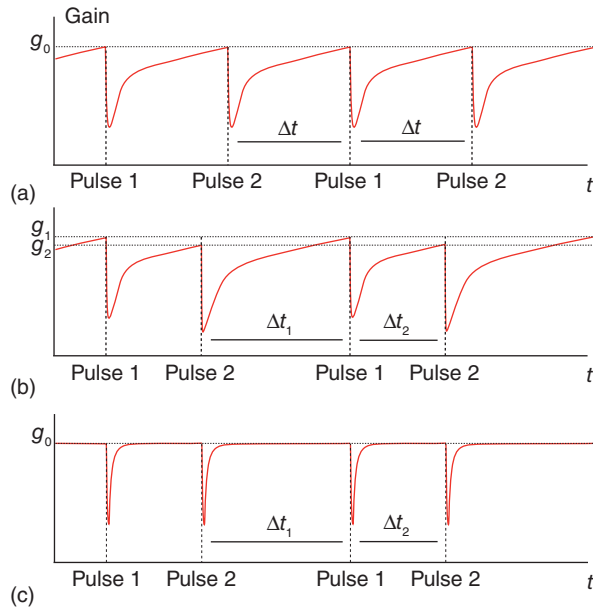 Gain
g₀
Δt Δt
Pulse 1 Pulse 2 Pulse 1 Pulse 2 t
(a)
g₁
g₂
Δt₁ Δt₂
Pulse 1 Pulse 2 Pulse 1 Pulse 2 t
(b)
g₀
Δt₁ Δt₂
Pulse 1 Pulse 2 Pulse 1 Pulse 2 t
(c)